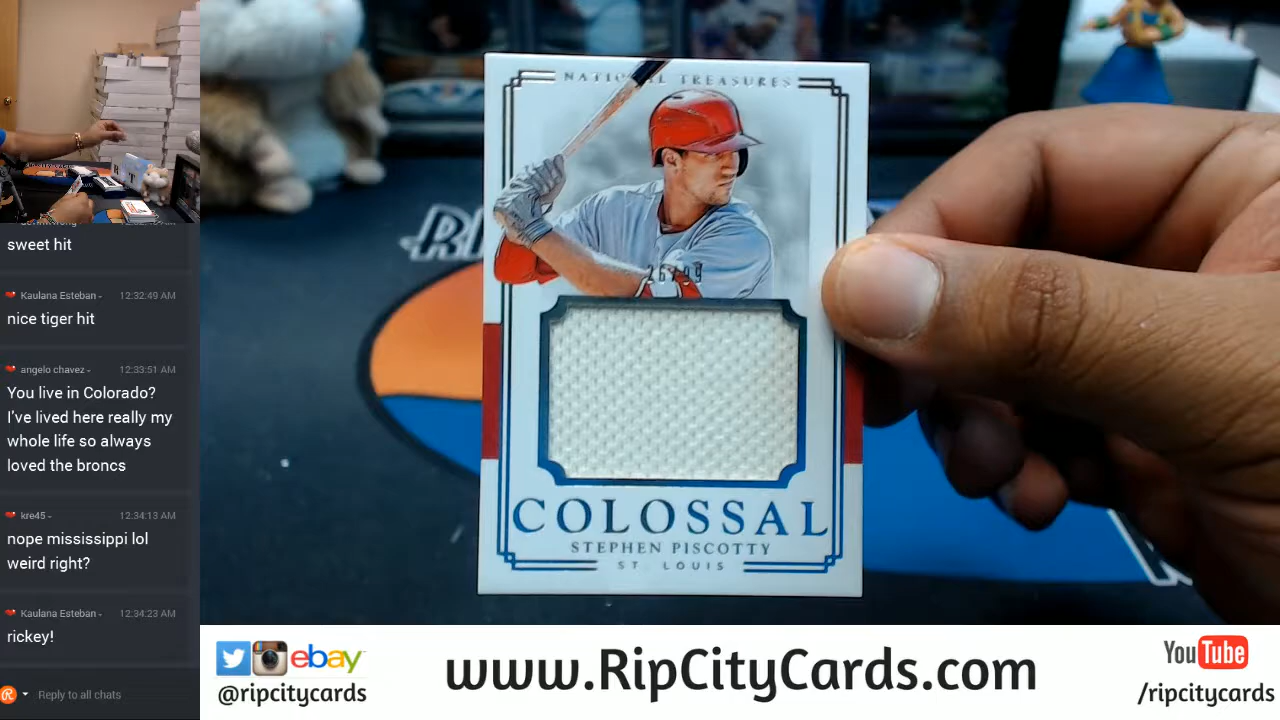 sweet hit
Kaulana Esteban - 12:32:49 AM
nice tiger hit
angelo chavez - 12:33:51 AM
You live in Colorado?
I've lived here really my
whole life so always
loved the broncs
kre45 - 12:34:13 AM
nope mississippi lol
weird right?
Kaulana Esteban - 12:34:23 AM
rickey!
Reply to all chats
NATIONAL TREASURES
26/99
COLOSSAL
STEPHEN PISCOTTY
ST. LOUIS
ebay
@ripcitycards
www.RipCityCards.com
YouTube
/ripcitycards